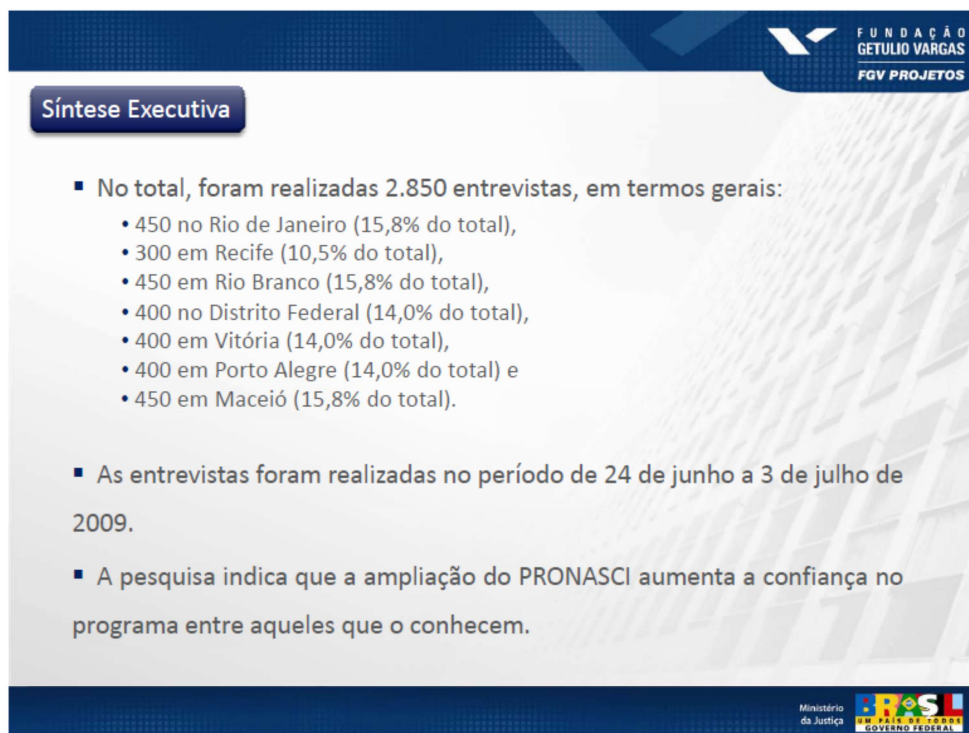 FUNDAÇÃO
GETULIO VARGAS
FGV PROJETOS
Síntese Executiva
▪ No total, foram realizadas 2.850 entrevistas, em termos gerais:
• 450 no Rio de Janeiro (15,8% do total),
• 300 em Recife (10,5% do total),
• 450 em Rio Branco (15,8% do total),
• 400 no Distrito Federal (14,0% do total),
• 400 em Vitória (14,0% do total),
• 400 em Porto Alegre (14,0% do total) e
• 450 em Maceió (15,8% do total).
▪ As entrevistas foram realizadas no período de 24 de junho a 3 de julho de
2009.
▪ A pesquisa indica que a ampliação do PRONASCI aumenta a confiança no
programa entre aqueles que o conhecem.
Ministério
da Justiça
BRASIL
UM PAÍS DE TODOS
GOVERNO FEDERAL